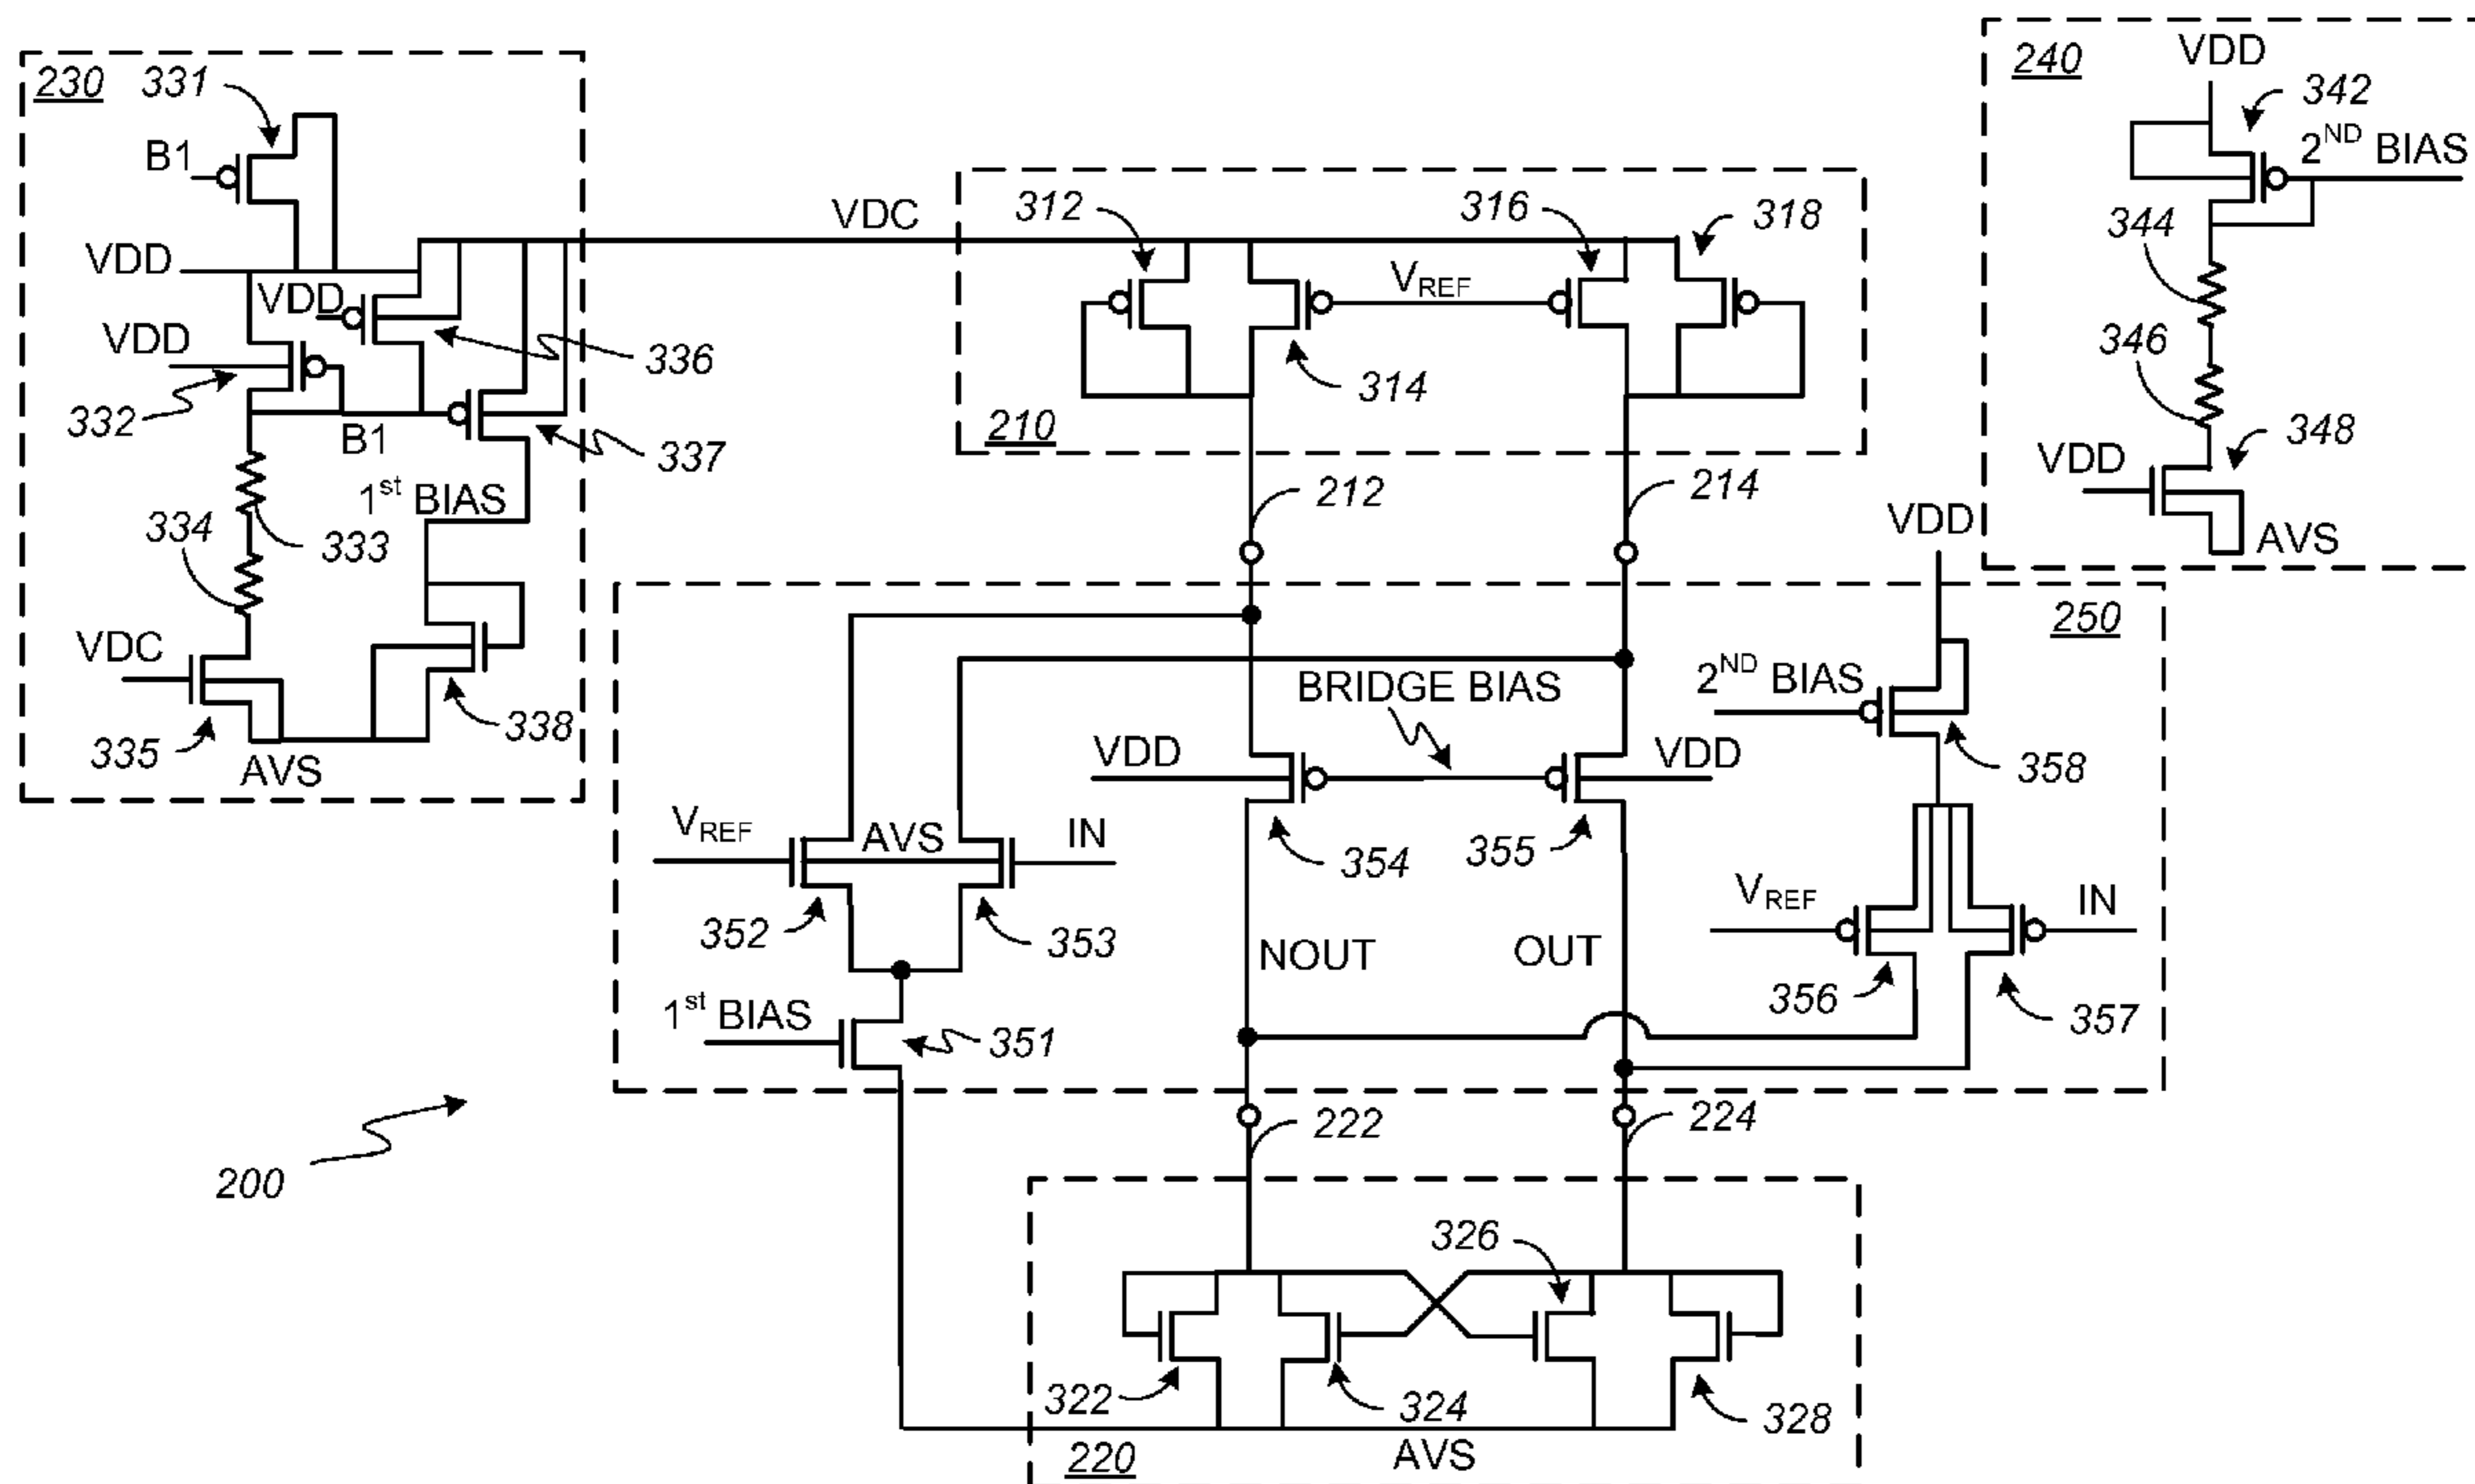 230
331
B1
VDD
VDD
VDD
332
336
B1
337
1st BIAS
333
334
VDC
335
338
AVS
VDC
312
316
318
VREF
314
210
212
214
240
VDD
342
2ND BIAS
344
346
348
VDD
AVS
VDD
250
BRIDGE BIAS
2ND BIAS
VDD
VDD
358
VREF
AVS
IN
354
355
352
353
VREF
IN
NOUT
OUT
356
357
1st BIAS
351
222
224
200
326
322
324
328
220
AVS